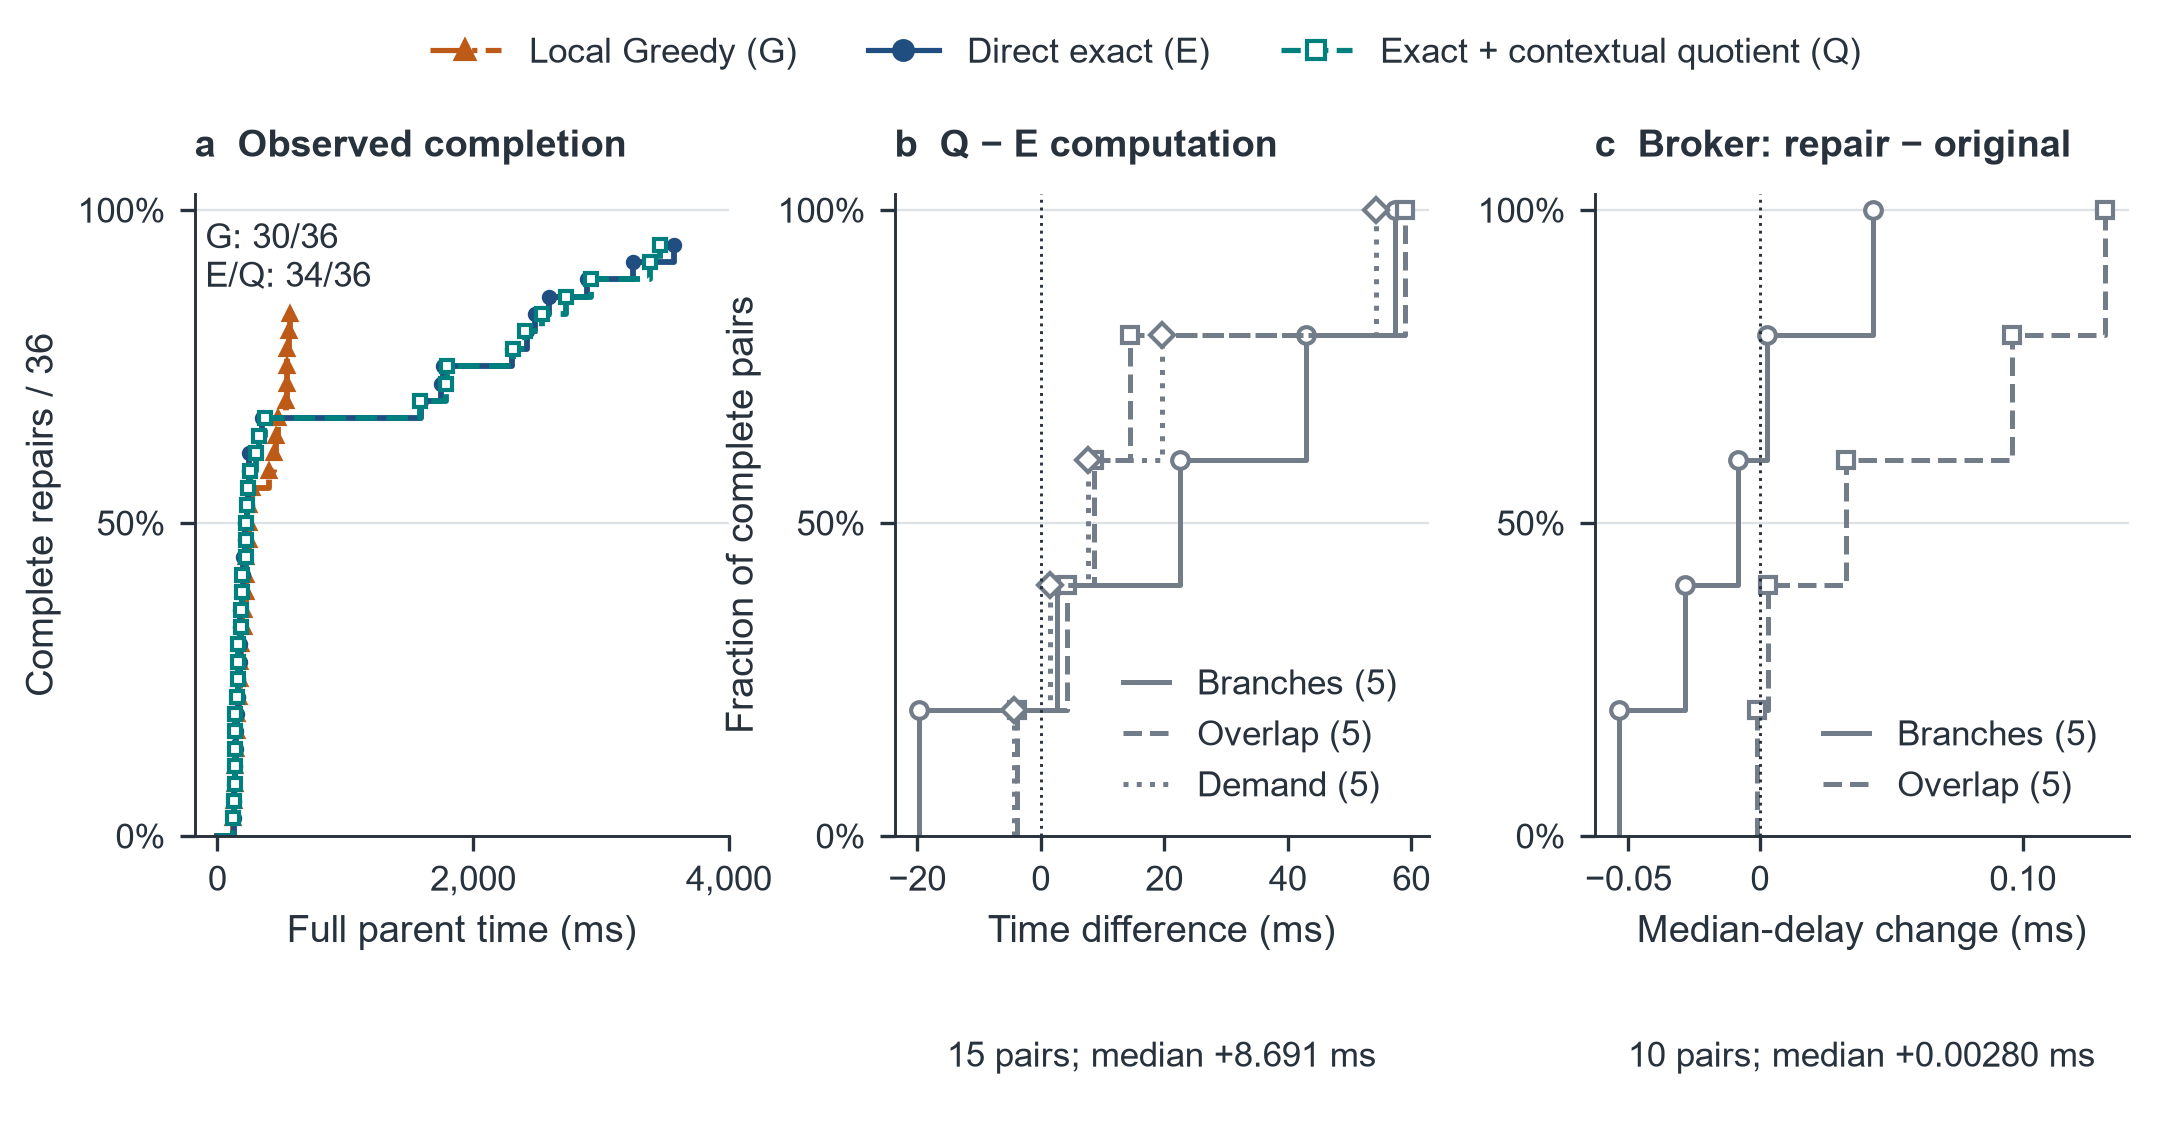 Local Greedy (G)
Direct exact (E)
Exact + contextual quotient (Q)
a Observed completion
Complete repairs / 36
100%
50%
0%
G: 30/36
E/Q: 34/36
0
2,000
4,000
Full parent time (ms)
b Q − E computation
Fraction of complete pairs
100%
50%
0%
Branches (5)
Overlap (5)
Demand (5)
−20
0
20
40
60
Time difference (ms)
15 pairs; median +8.691 ms
c Broker: repair − original
100%
50%
0%
Branches (5)
Overlap (5)
−0.05
0
0.10
Median-delay change (ms)
10 pairs; median +0.00280 ms